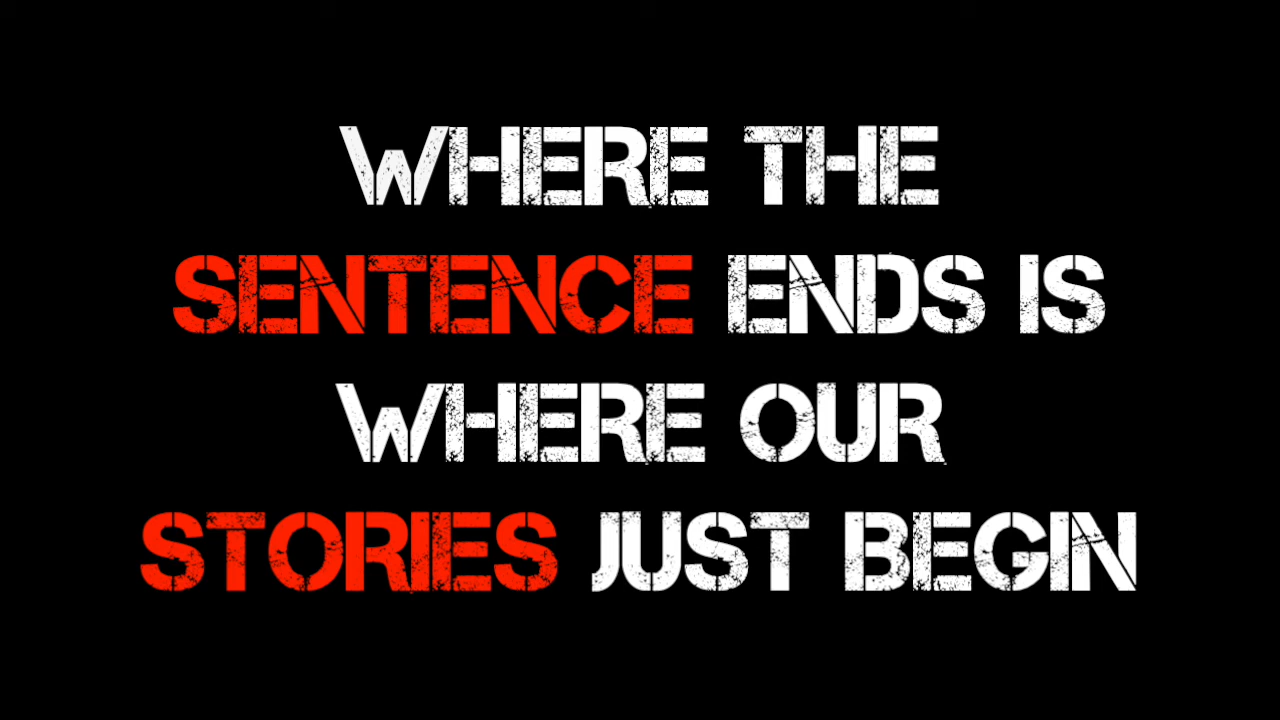 WHERE THE
SENTENCE ENDS IS
WHERE OUR
STORIES JUST BEGIN